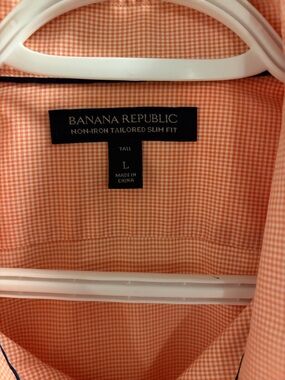 BANANA REPUBLIC
NON-IRON TAILORED SLIM FIT
TALL
L
MADE IN
CHINA